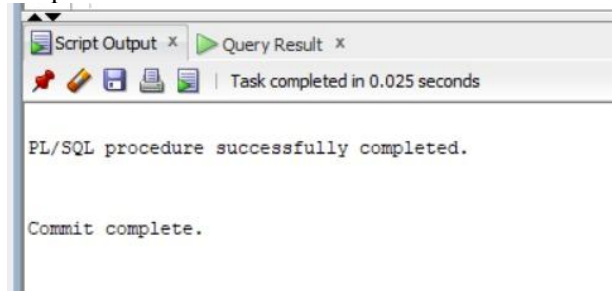 Script Output x Query Result x
Task completed in 0.025 seconds
PL/SQL procedure successfully completed.
Commit complete.